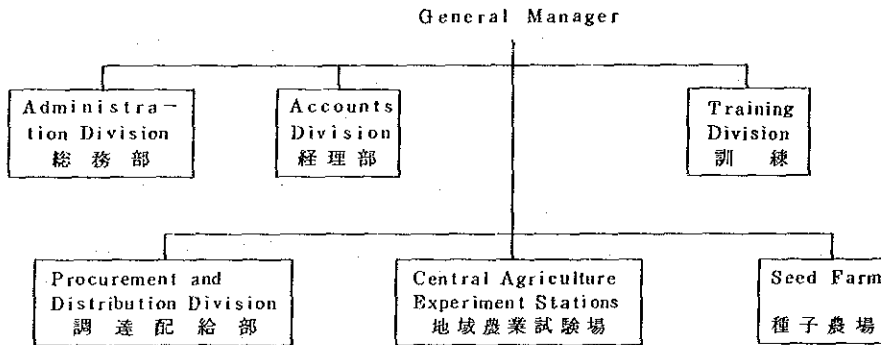 General Manager
Administra-
tion Division
総務部
Accounts
Division
経理部
Training
Division
訓練
Procurement and
Distribution Division
調達配給部
Central Agriculture
Experiment Stations
地域農業試験場
Seed Farm
種子農場